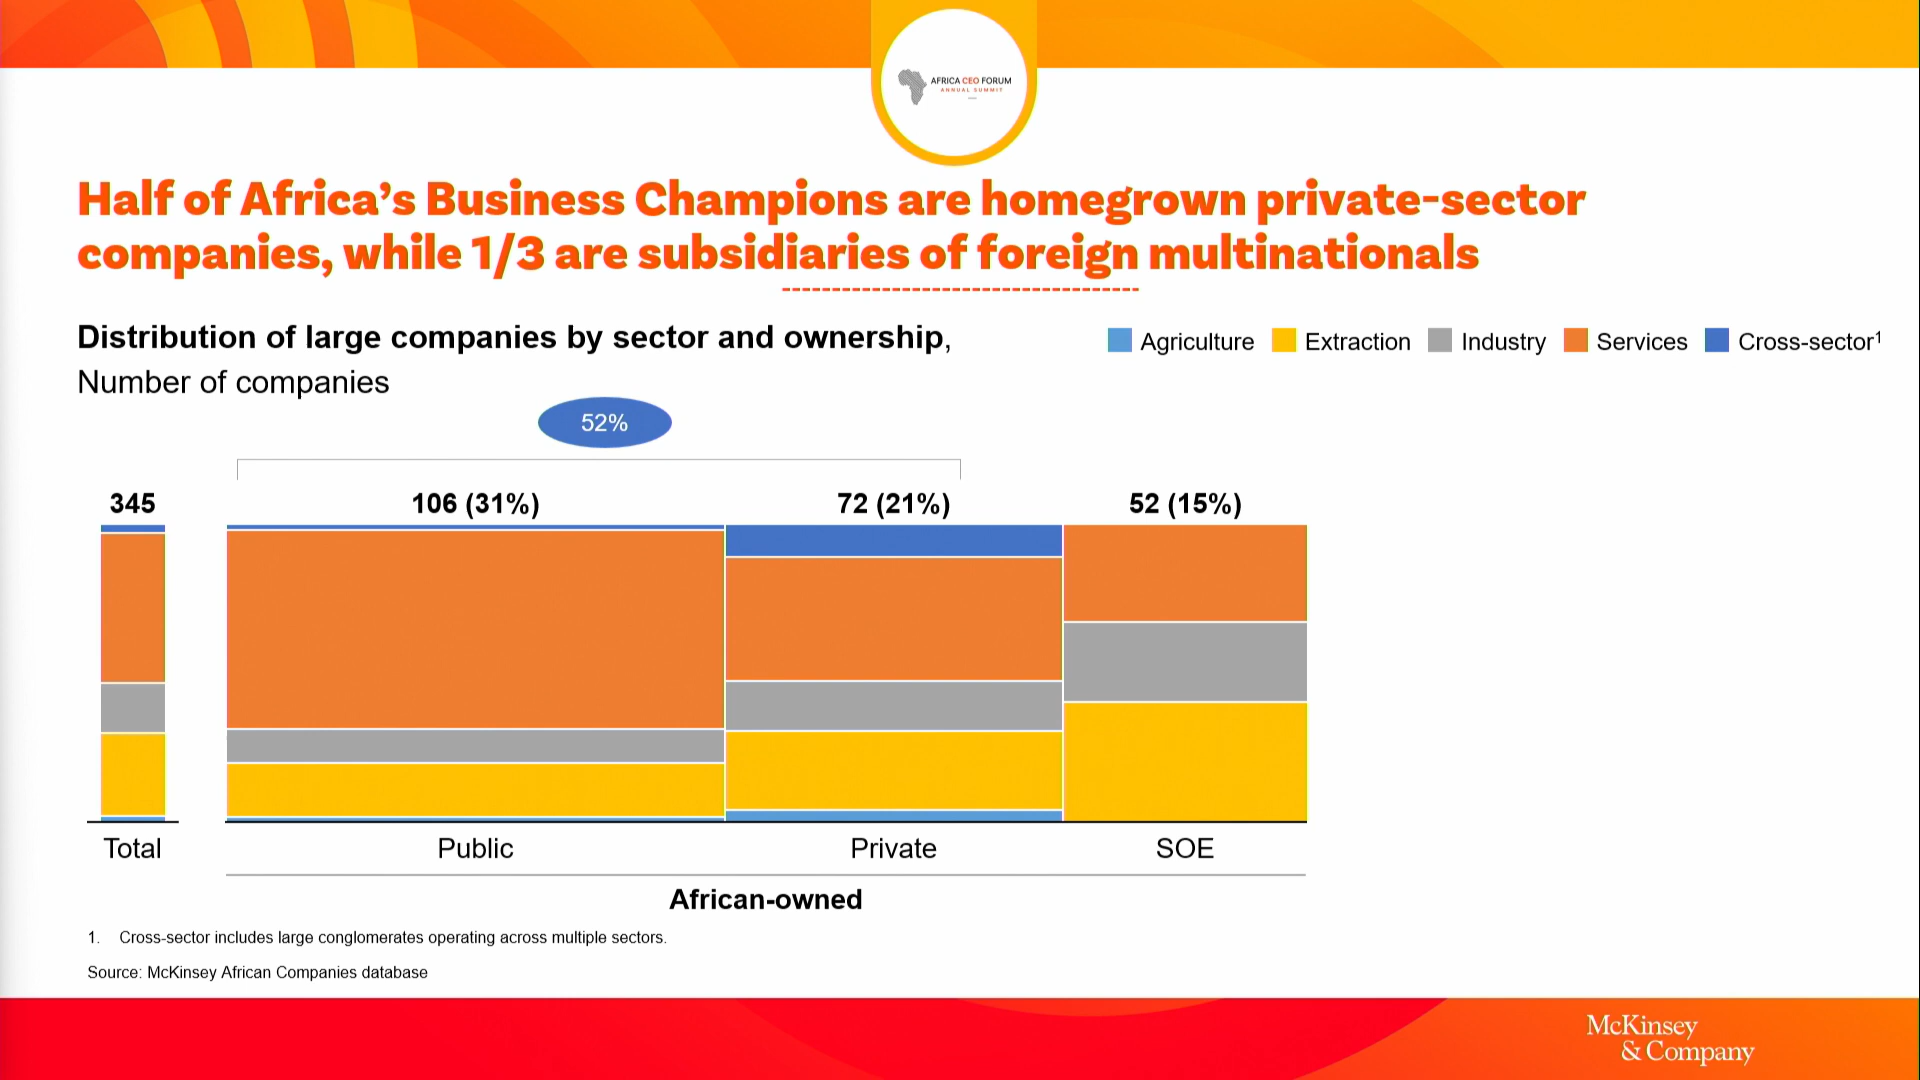 AFRICA CEO FORUM
ANNUAL SUMMIT
Half of Africa’s Business Champions are homegrown private-sector
companies, while 1/3 are subsidiaries of foreign multinationals
Distribution of large companies by sector and ownership,
Number of companies
Agriculture Extraction Industry Services Cross-sector¹
52%
345 106 (31%) 72 (21%) 52 (15%)
Total Public Private SOE
African-owned
1. Cross-sector includes large conglomerates operating across multiple sectors.
Source: McKinsey African Companies database
McKinsey
& Company